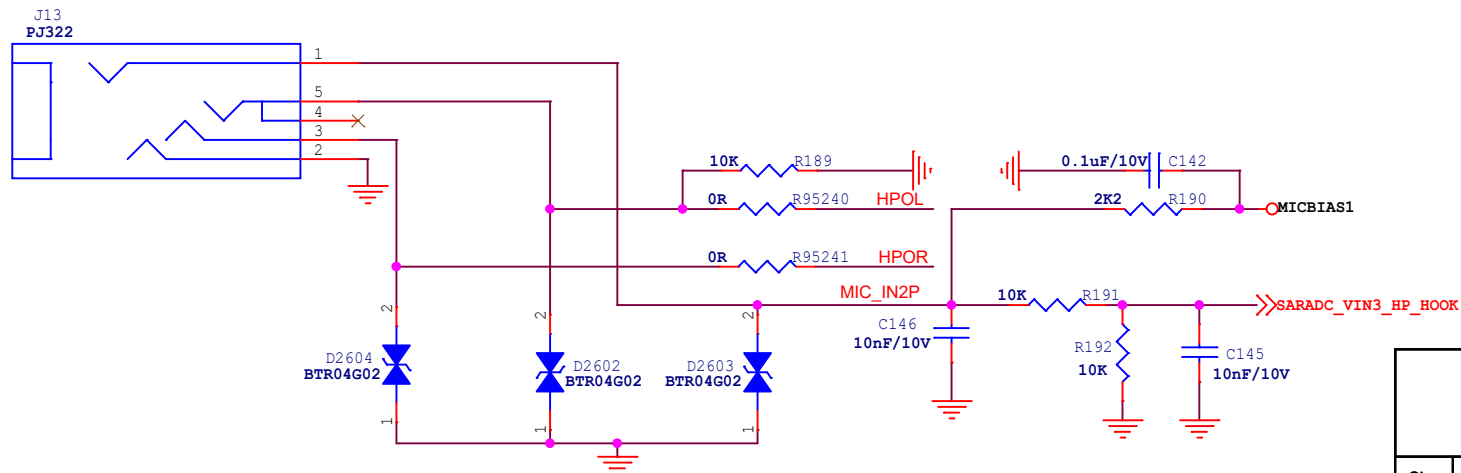 J13
PJ322
1
5
4
3
2
10K R189
0.1uF/10V C142
0R R95240 HPOL
2K2 R190 MICBIAS1
0R R95241 HPOR
MIC_IN2P
10K R191
SARADC_VIN3_HP_HOOK
2
2
2
C146
10nF/10V
R192
10K
C145
10nF/10V
D2604
BTR04G02
D2602
BTR04G02
D2603
BTR04G02
1
1
1